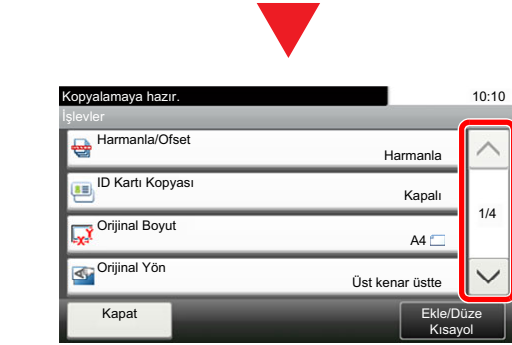 Kopyalamaya hazır.
10:10
İşlevler
Harmanla/Ofset
Harmanla
ID Kartı Kopyası
Kapalı
1/4
Orijinal Boyut
A4
Orijinal Yön
Üst kenar üstte
Kapat
Ekle/Düze
Kısayol